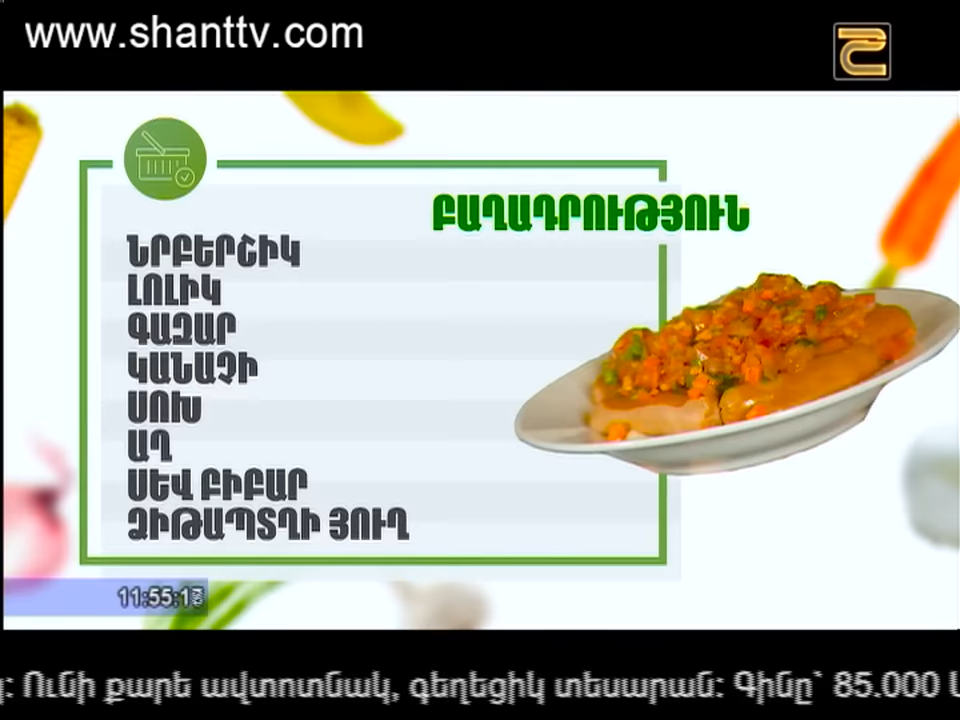 www.shanttv.com
ԲԱՂԱԴՐՈՒԹՅՈՒՆ
ՆՐԲԵՐՇԻԿ
ԼՈԼԻԿ
ԳԱԶԱՐ
ԿԱՆԱՉԻ
ՍՈԽ
ԱՂ
ՍԵՎ ԲԻԲԱՐ
ՁԻԹԱՊՏՂԻ ՅՈՒՂ
11:55:17
Ունի քարե ավտոտնակ, գեղեցիկ տեսարան: Գինը՝ 85.000